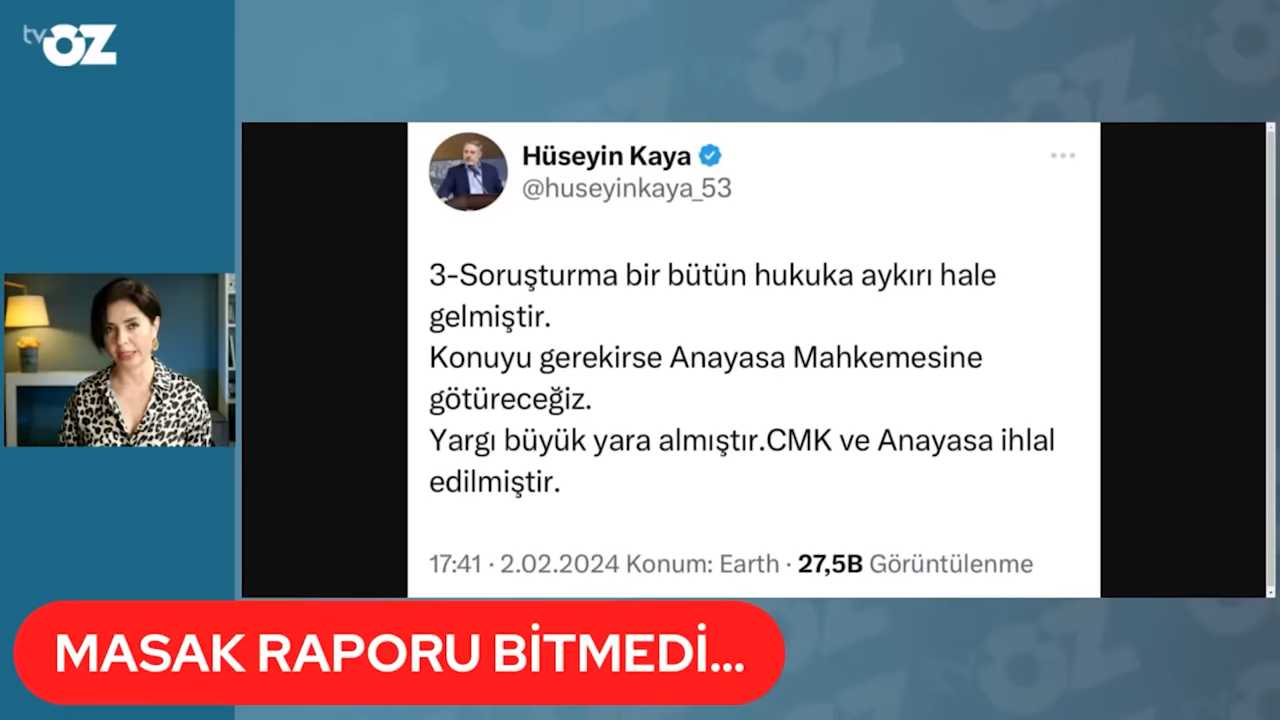 tv ÖZ
Hüseyin Kaya
@huseyinkaya_53
3-Soruşturma bir bütün hukuka aykırı hale
gelmiştir.
Konuyu gerekirse Anayasa Mahkemesine
götüreceğiz.
Yargı büyük yara almıştır.CMK ve Anayasa ihlal
edilmiştir.
17:41 · 2.02.2024 Konum: Earth · 27,5B Görüntülenme
MASAK RAPORU BİTMEDİ...